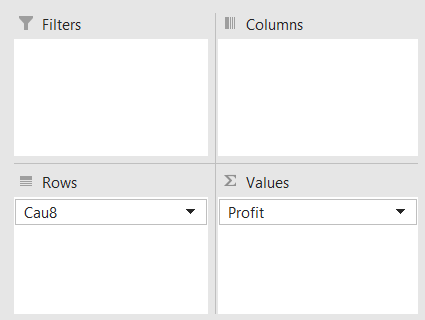 Filters
Columns
Rows
Values
Cau8
Profit